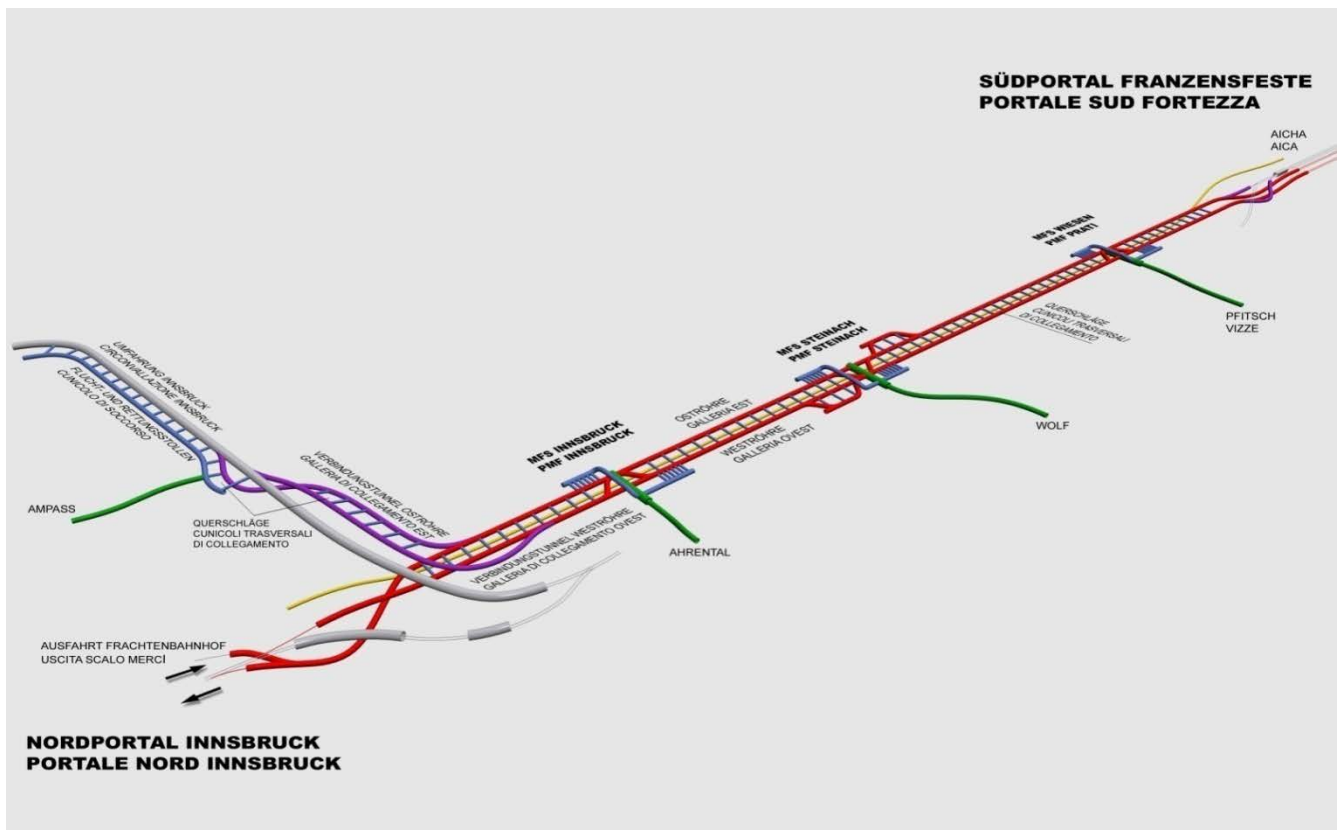 SÜDPORTAL FRANZENSFESTE
PORTALE SUD FORTEZZA
AICHA
AICA
MFS WIESEN
PMF PRATI
PFITSCH
VIZZE
QUERSCHLÄGE
CUNICOLI TRASVERSALI
DI COLLEGAMENTO
MFS STEINACH
PMF STEINACH
WOLF
OSTRÖHRE
GALLERIA EST
WESTRÖHRE
GALLERIA OVEST
MFS INNSBRUCK
PMF INNSBRUCK
AHRENTAL
UMFAHRUNG INNSBRUCK
CIRCONVALLAZIONE INNSBRUCK
FLUCHT- UND RETTUNGSSTOLLEN
CUNICOLO DI SOCCORSO
VERBINDUNGSTUNNEL OSTRÖHRE
GALLERIA DI COLLEGAMENTO EST
AMPASS
QUERSCHLÄGE
CUNICOLI TRASVERSALI
DI COLLEGAMENTO
VERBINDUNGSTUNNEL WESTRÖHRE
GALLERIA DI COLLEGAMENTO OVEST
AUSFAHRT FRACHTENBAHNHOF
USCITA SCALO MERCÍ
NORDPORTAL INNSBRUCK
PORTALE NORD INNSBRUCK